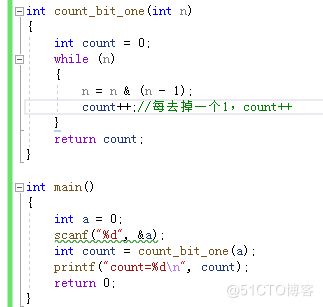 int count_bit_one(int n)
{
    int count = 0;
    while (n)
    {
        n = n & (n - 1);
        count++;//每去掉一个1，count++
    }
    return count;
}
int main()
{
    int a = 0;
    scanf("%d", &a);
    int count = count_bit_one(a);
    printf("count=%d\n", count);
    return 0;
}
@51CTO博客